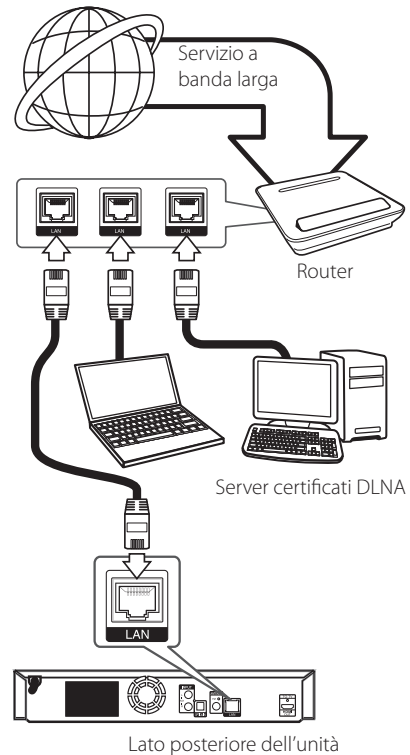 Servizio a
banda larga
LAN
LAN
LAN
Router
Server certificati DLNA
LAN
Lato posteriore dell'unità